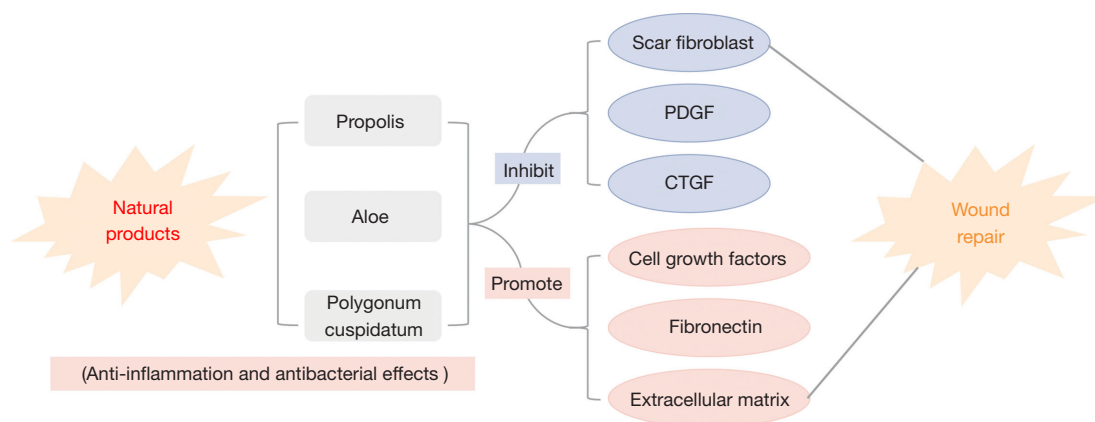 Natural
products
Propolis
Aloe
Polygonum
cuspidatum
(Anti-inflammation and antibacterial effects )
Inhibit
Promote
Scar fibroblast
PDGF
CTGF
Cell growth factors
Fibronectin
Extracellular matrix
Wound
repair